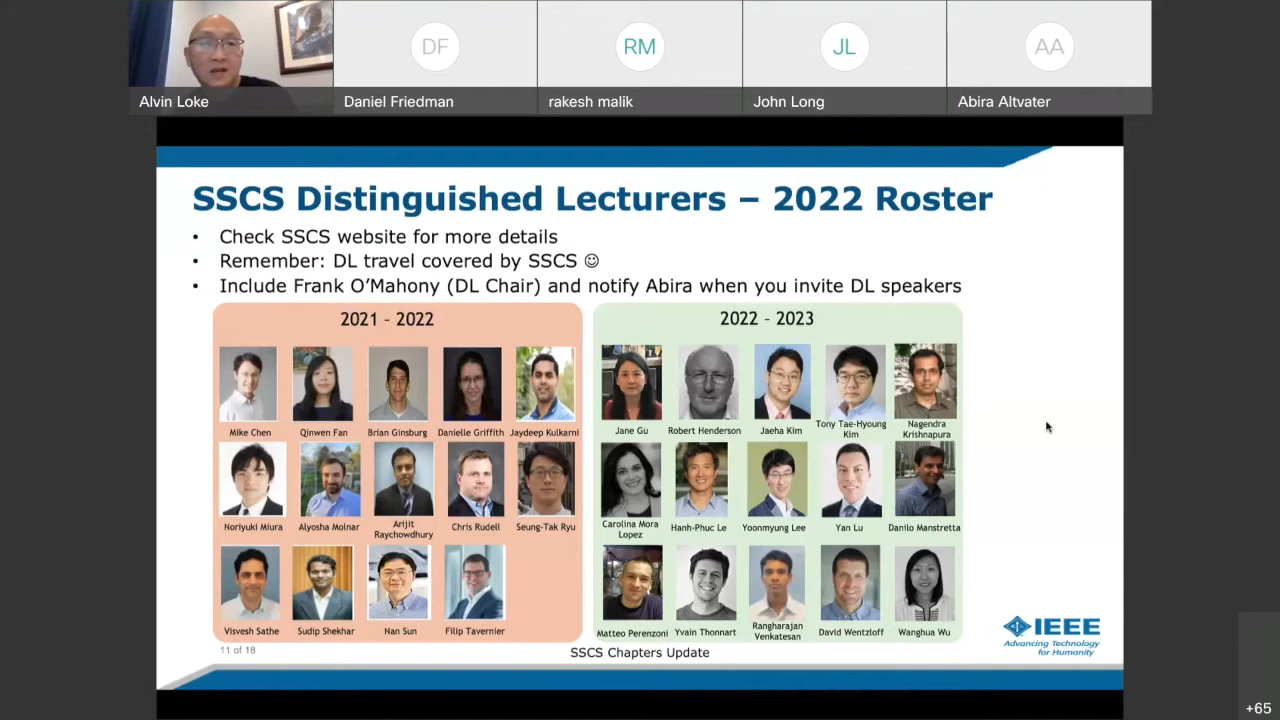 DF
RM
JL
AA
Alvin Loke
Daniel Friedman
rakesh malik
John Long
Abira Altvater
SSCS Distinguished Lecturers – 2022 Roster
• Check SSCS website for more details
• Remember: DL travel covered by SSCS ☺
• Include Frank O’Mahony (DL Chair) and notify Abira when you invite DL speakers
2021 - 2022
Mike Chen
Qinwen Fan
Brian Ginsburg
Danielle Griffith
Jaydeep Kulkarni
Noriyuki Miura
Alyosha Molnar
Arijit
Raychowdhury
Chris Rudell
Seung-Tak Ryu
Visvesh Sathe
Sudip Shekhar
Nan Sun
Filip Tavernier
2022 - 2023
Jane Gu
Robert Henderson
Jaeha Kim
Tony Tae-Hyoung
Kim
Nagendra
Krishnapura
Carolina Mora
Lopez
Hanh-Phuc Le
Yoonmyung Lee
Yan Lu
Danilo Manstretta
Matteo Perenzoni
Yvain Thonnart
Rangharajan
Venkatesan
David Wentzloff
Wanghua Wu
11 of 18
SSCS Chapters Update
IEEE
Advancing Technology
for Humanity
+65